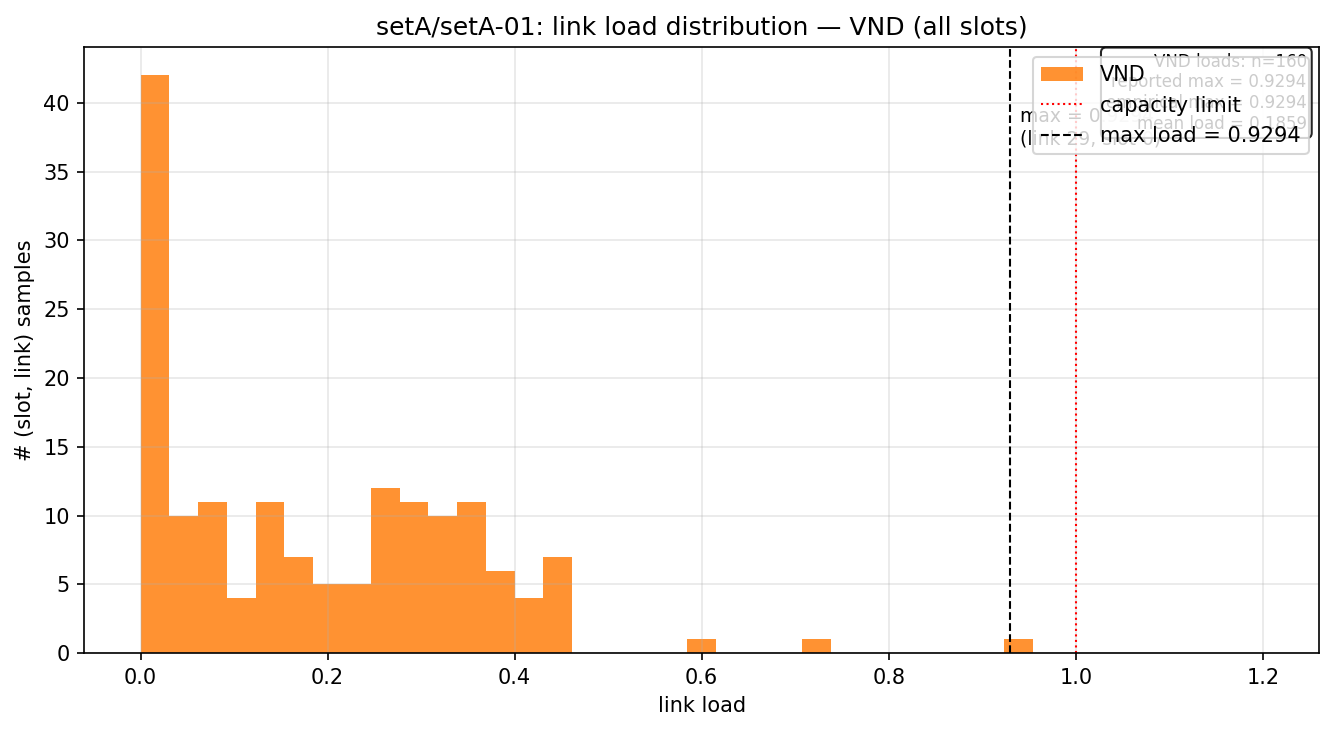 setA/setA-01: link load distribution — VND (all slots)
VND loads: n=160
reported max = 0.9294
max = 0.9294
mean load = 0.1859
VND
capacity limit
max load = 0.9294
max = 0.9
(link 29, slot
# (slot, link) samples
40
35
30
25
20
15
10
5
0
0.0 0.2 0.4 0.6 0.8 1.0 1.2
link load